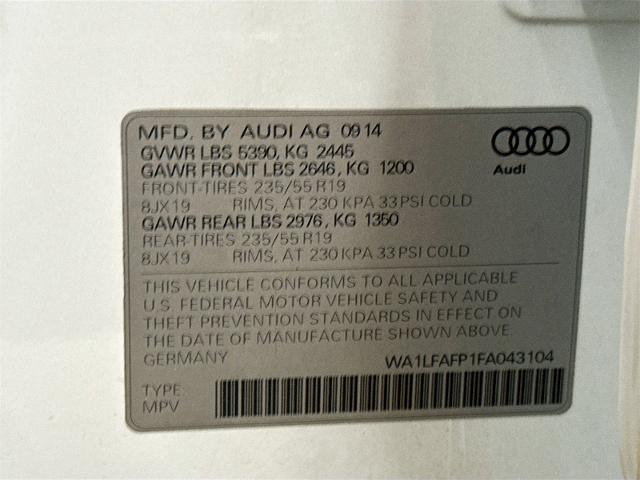 MFD. BY AUDI AG 09 14
GVWR LBS 5390, KG 2445
GAWR FRONT LBS 2646, KG 1200
FRONT-TIRES 235/55 R19
8JX19 RIMS, AT 230 KPA 33 PSI COLD
GAWR REAR LBS 2976, KG 1350
REAR-TIRES 235/55 R19
8JX19 RIMS, AT 230 KPA 33 PSI COLD
Audi
THIS VEHICLE CONFORMS TO ALL APPLICABLE
U.S. FEDERAL MOTOR VEHICLE SAFETY AND
THEFT PREVENTION STANDARDS IN EFFECT ON
THE DATE OF MANUFACTURE SHOWN ABOVE.
GERMANY WA1LFAFP1FA043104
TYPE:
MPV